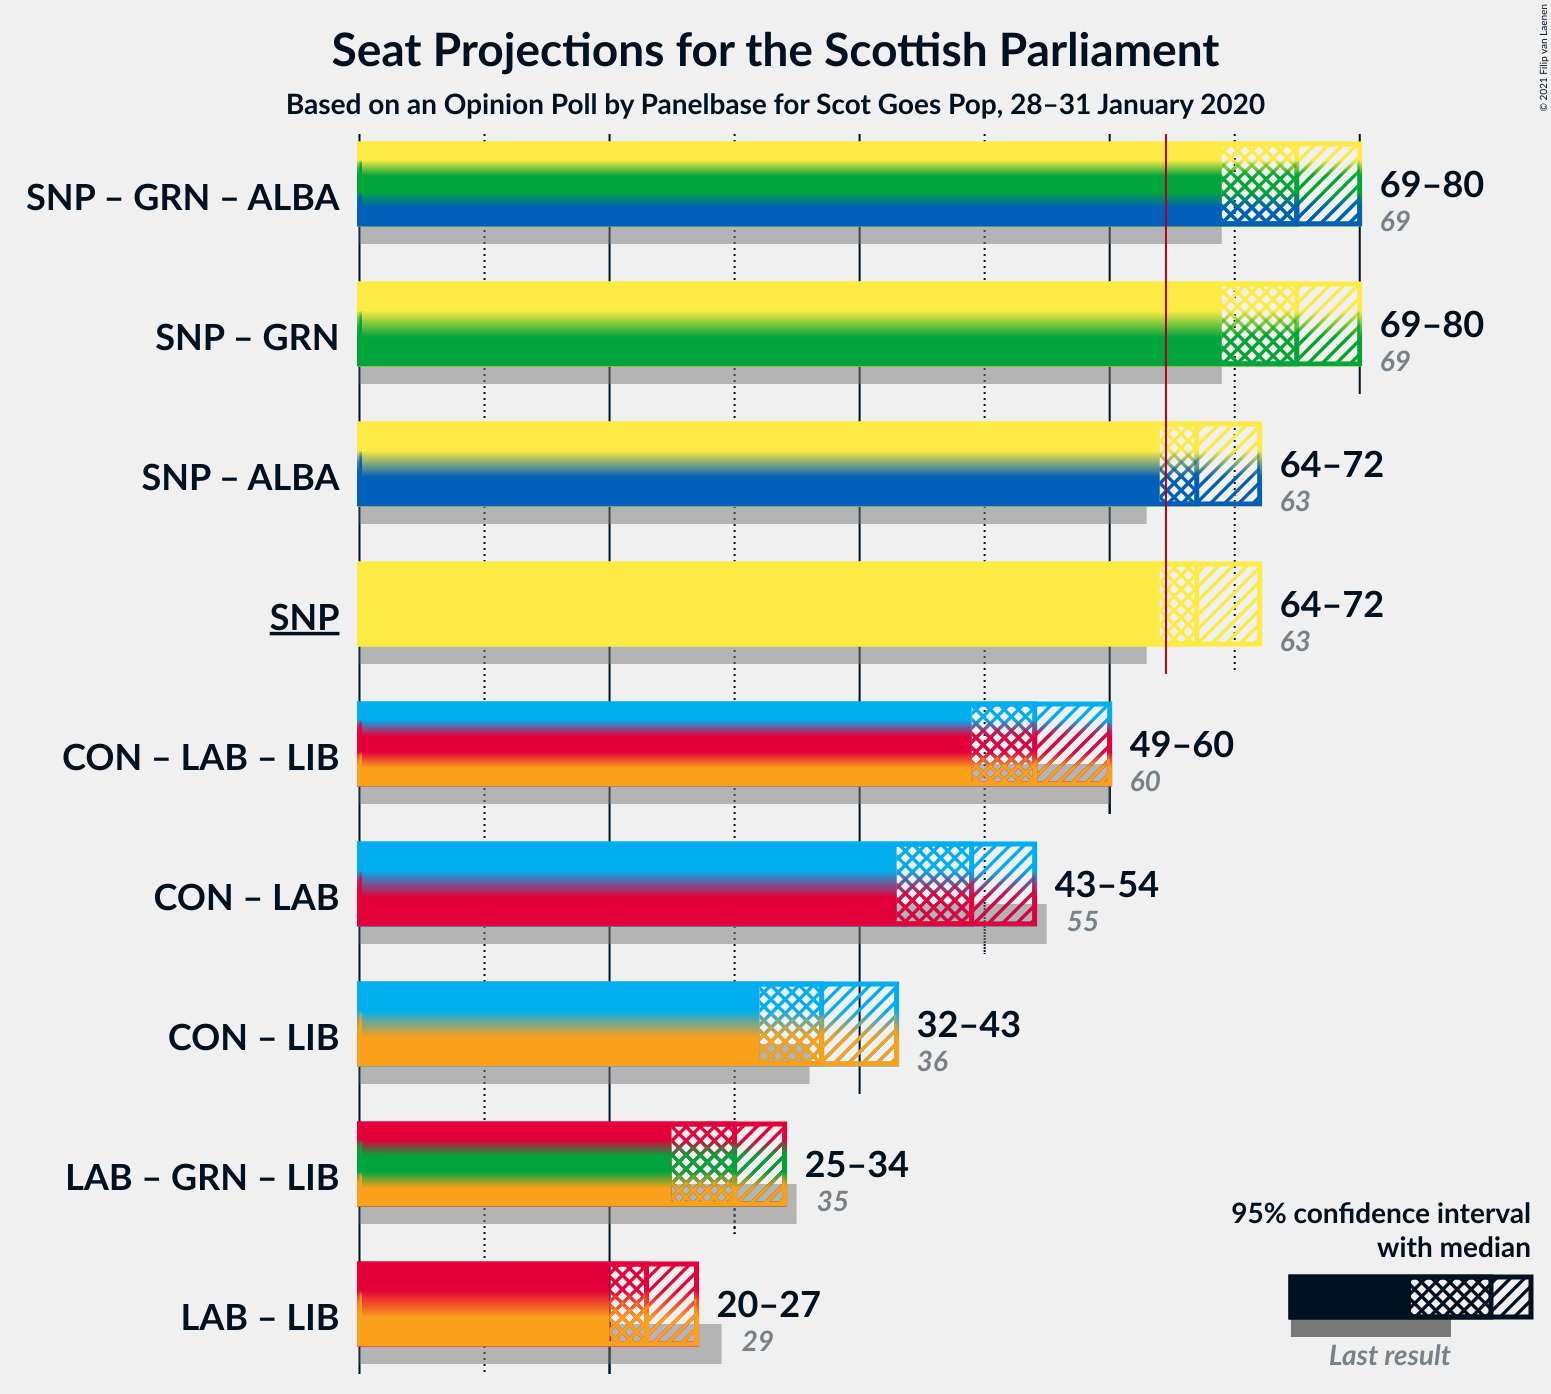 Seat Projections for the Scottish Parliament
Based on an Opinion Poll by Panelbase for Scot Goes Pop, 28–31 January 2020
© 2021 Filip van Laenen
SNP – GRN – ALBA
69–80
69
SNP – GRN
69–80
69
SNP – ALBA
64–72
63
SNP
64–72
63
CON – LAB – LIB
49–60
60
CON – LAB
43–54
55
CON – LIB
32–43
36
LAB – GRN – LIB
25–34
35
LAB – LIB
20–27
29
95% confidence interval
with median
Last result